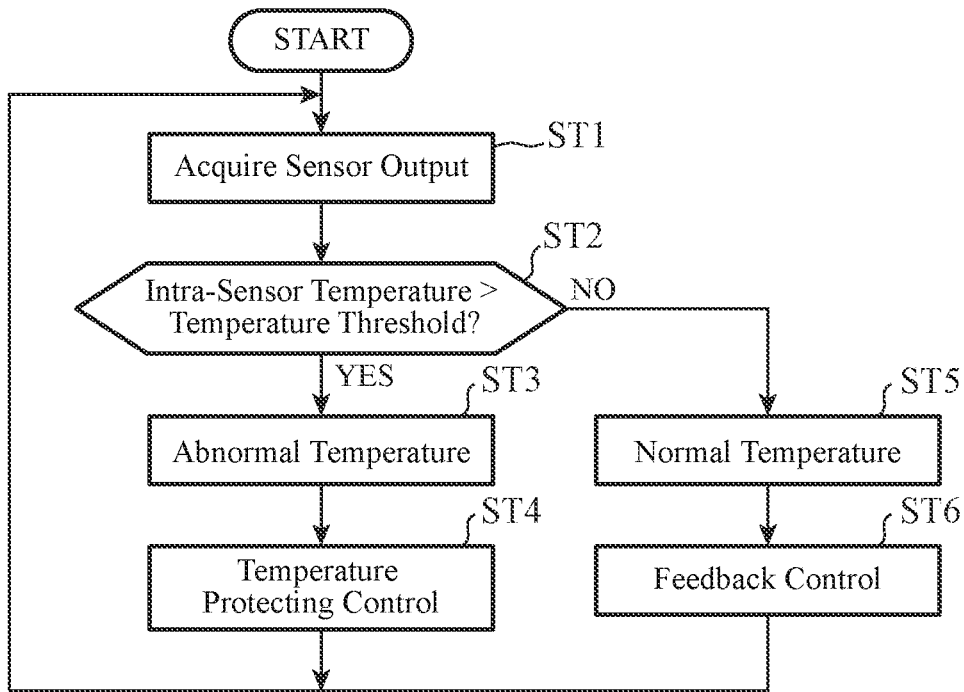 START
ST1
Acquire Sensor Output
ST2
Intra-Sensor Temperature >
Temperature Threshold?
NO
YES
ST3
Abnormal Temperature
ST5
Normal Temperature
ST4
Temperature
Protecting Control
ST6
Feedback Control